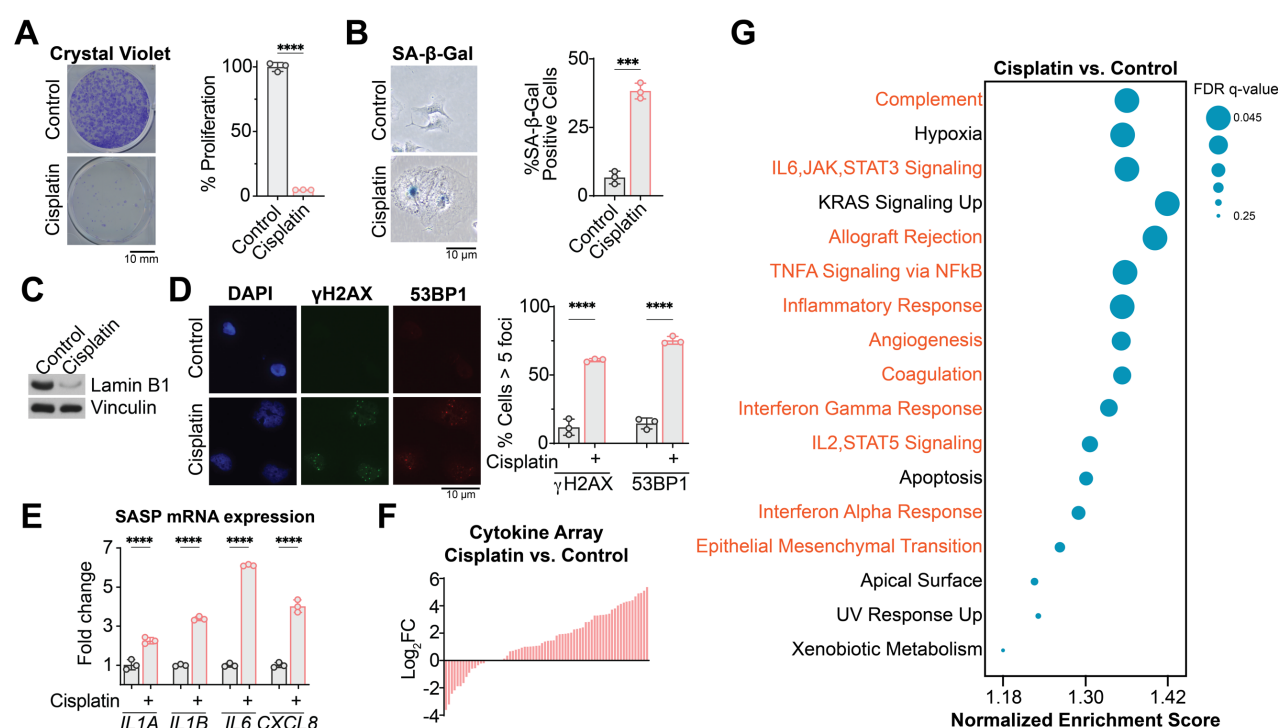 A
Crystal Violet
Control
Cisplatin
10 mm
% Proliferation
100
50
0
****
Control
Cisplatin
B
SA-β-Gal
Control
Cisplatin
10 µm
%SA-β-Gal
Positive Cells
50
25
0
***
Control
Cisplatin
C
Control
Cisplatin
Lamin B1
Vinculin
D
DAPI
γH2AX
53BP1
Control
Cisplatin
10 µm
% Cells > 5 foci
100
50
0
****
****
Cisplatin
+
+
γH2AX
53BP1
E
SASP mRNA expression
Fold change
7
5
3
1
****
****
****
****
Cisplatin
+
+
+
+
IL1A
IL1B
IL6
CXCL8
F
Cytokine Array
Cisplatin vs. Control
Log2FC
6
4
2
0
-2
-4
G
Cisplatin vs. Control
Complement
Hypoxia
IL6,JAK,STAT3 Signaling
KRAS Signaling Up
Allograft Rejection
TNFA Signaling via NFkB
Inflammatory Response
Angiogenesis
Coagulation
Interferon Gamma Response
IL2,STAT5 Signaling
Apoptosis
Interferon Alpha Response
Epithelial Mesenchymal Transition
Apical Surface
UV Response Up
Xenobiotic Metabolism
1.18
1.30
1.42
Normalized Enrichment Score
FDR q-value
0.045
0.25